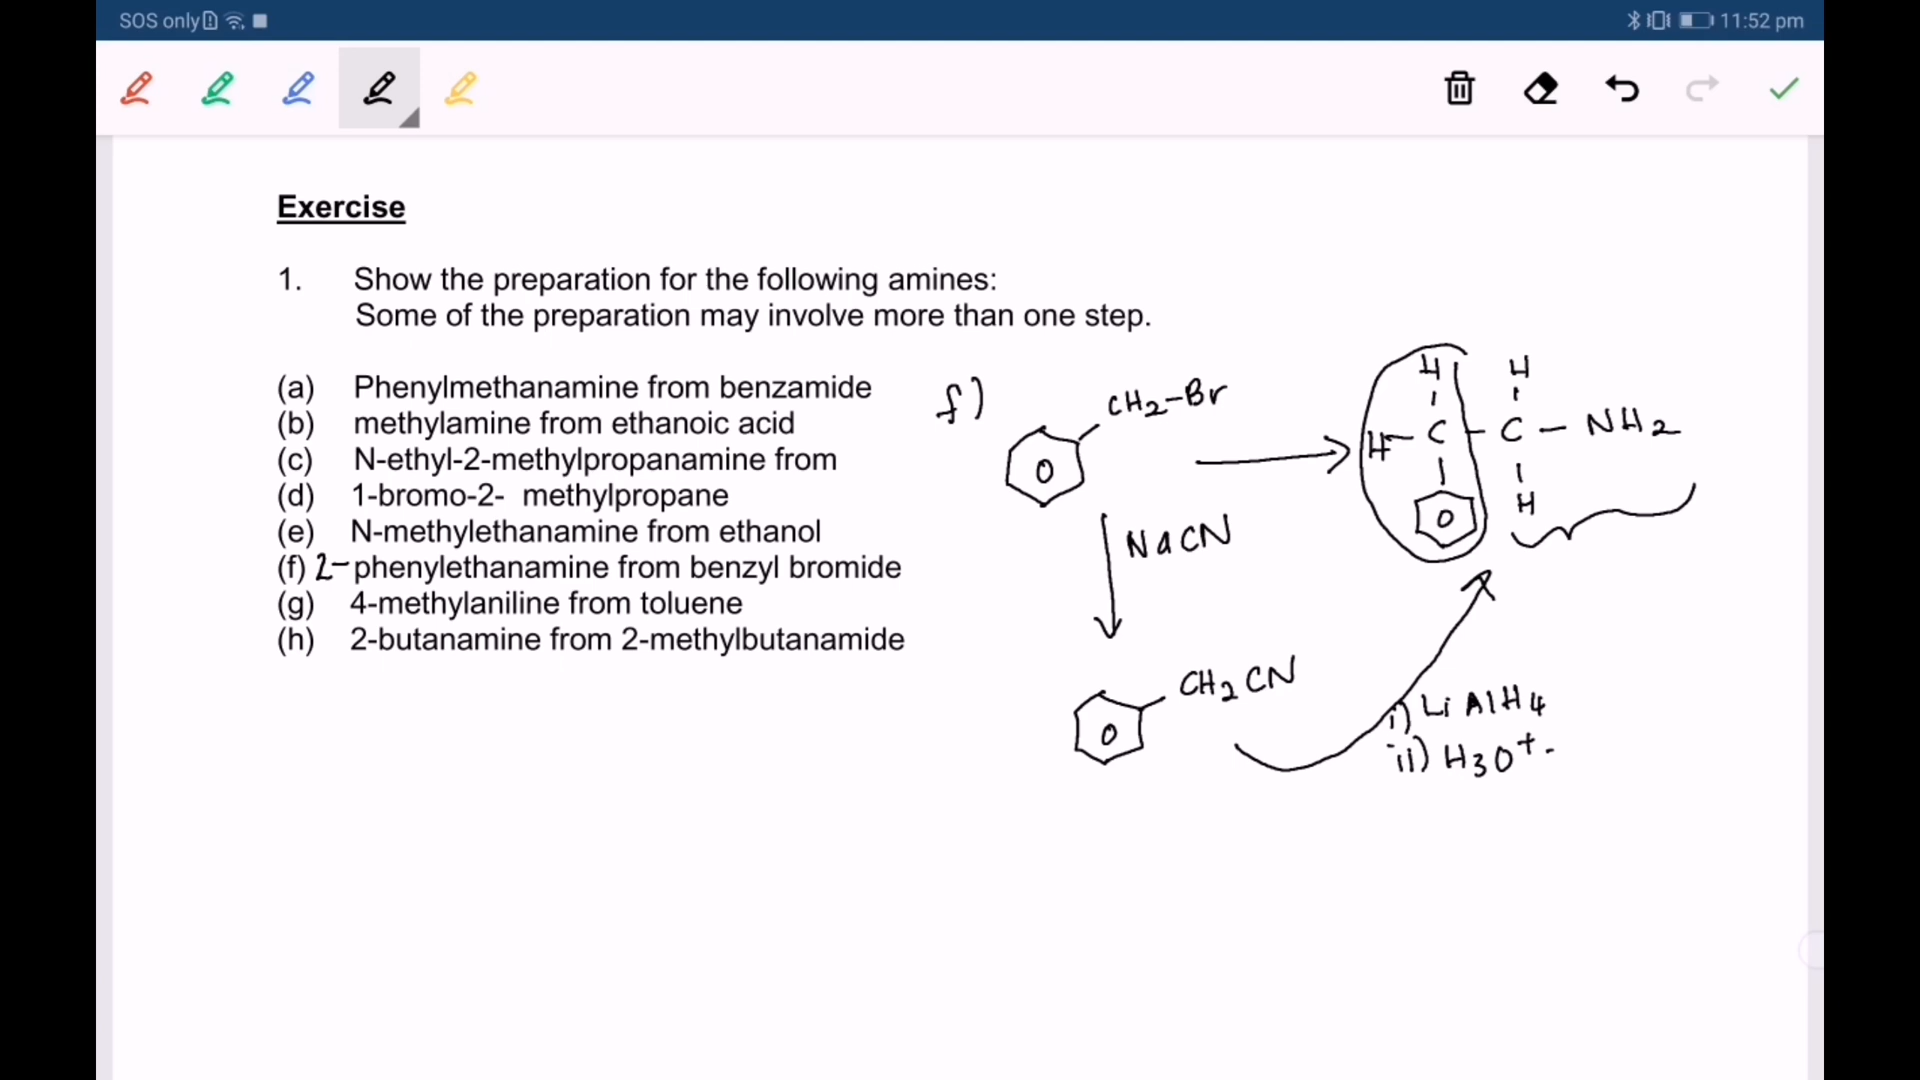 SOS only
11:52 pm
Exercise
1. Show the preparation for the following amines:
Some of the preparation may involve more than one step.
(a) Phenylmethanamine from benzamide
(b) methylamine from ethanoic acid
(c) N-ethyl-2-methylpropanamine from
(d) 1-bromo-2- methylpropane
(e) N-methylethanamine from ethanol
(f) 2-phenylethanamine from benzyl bromide
(g) 4-methylaniline from toluene
(h) 2-butanamine from 2-methylbutanamide
f)
CH2-Br
H H
H-C-C-NH2
H
NaCN
CH2CN
i) LiAlH4
ii) H3O+.